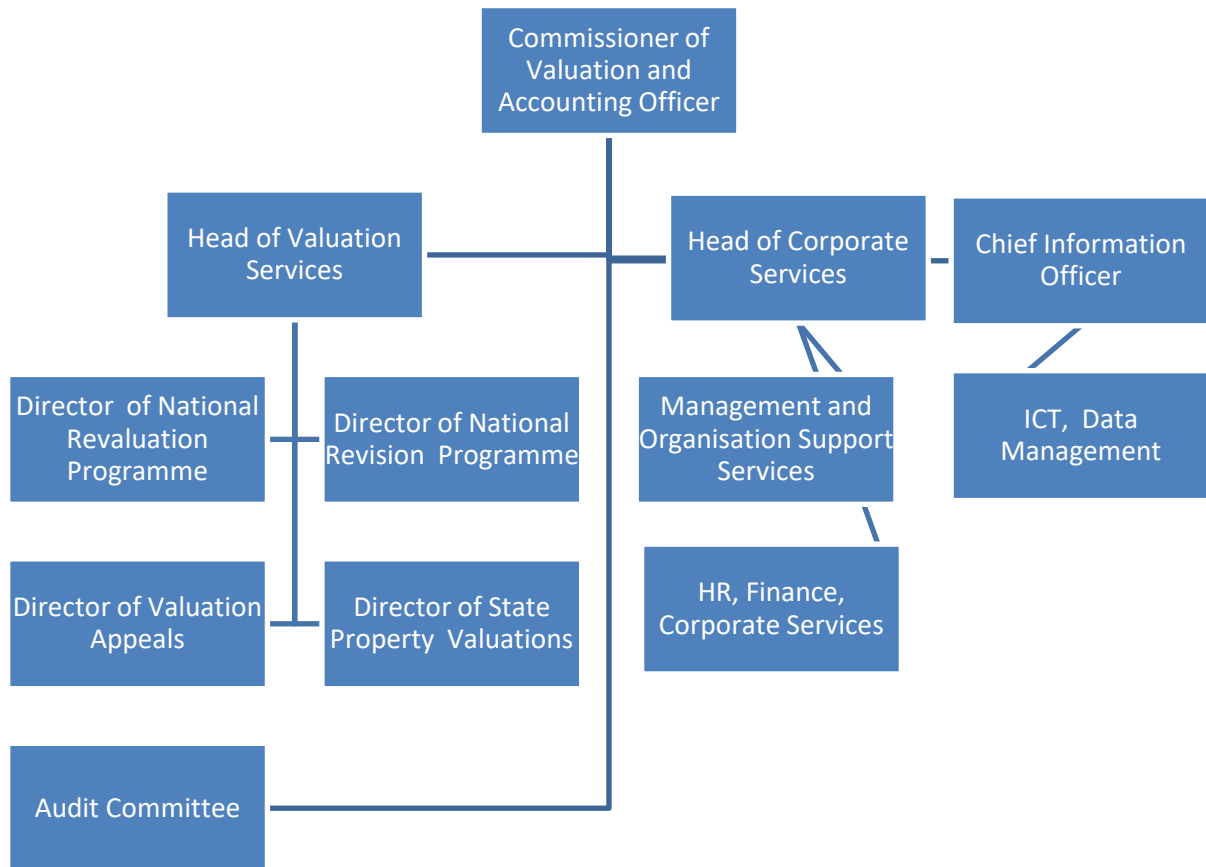 Commissioner of
Valuation and
Accounting Officer
Head of Valuation
Services
Head of Corporate
Services
Chief Information
Officer
Director of National
Revaluation
Programme
Director of National
Revision Programme
Management and
Organisation Support
Services
ICT, Data
Management
Director of Valuation
Appeals
Director of State
Property Valuations
HR, Finance,
Corporate Services
Audit Committee